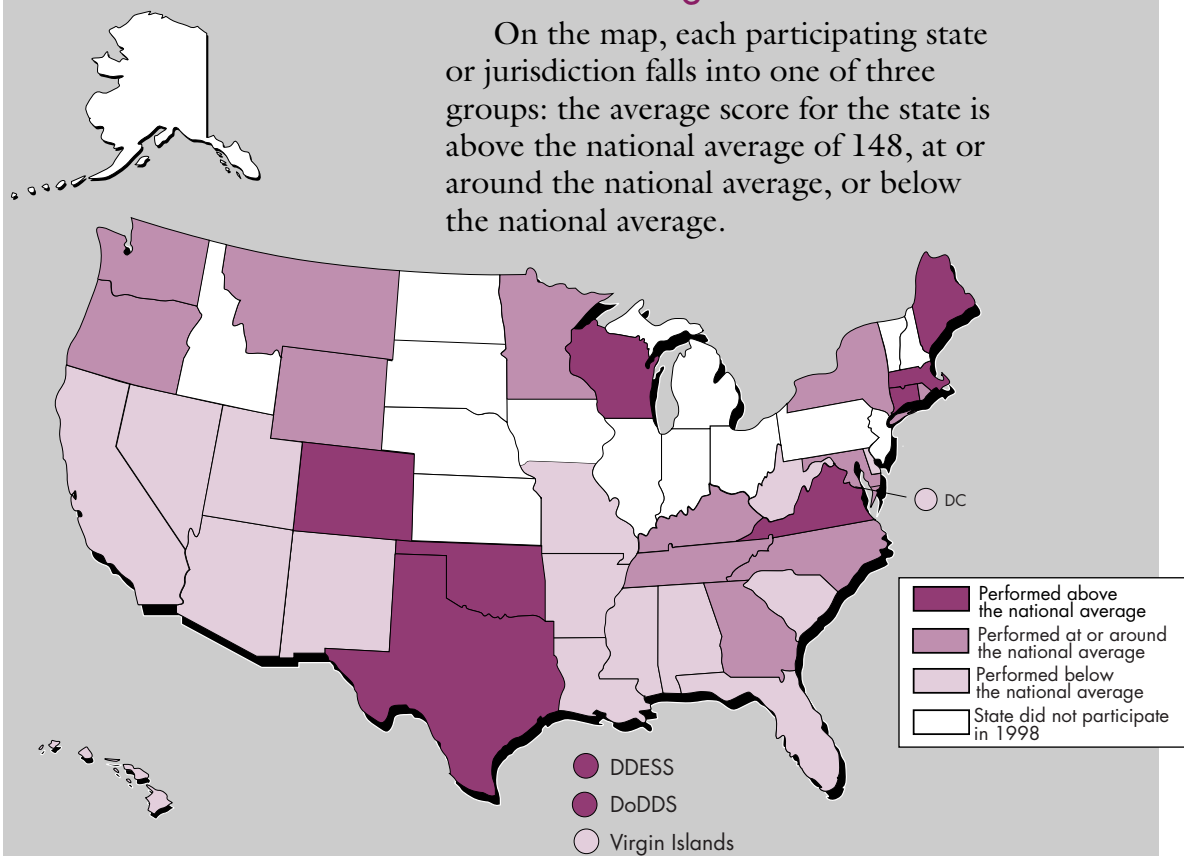 On the map, each participating state
or jurisdiction falls into one of three
groups: the average score for the state is
above the national average of 148, at or
around the national average, or below
the national average.
DC
Performed above
the national average
Performed at or around
the national average
Performed below
the national average
State did not participate
in 1998
DDESS
DoDDS
Virgin Islands